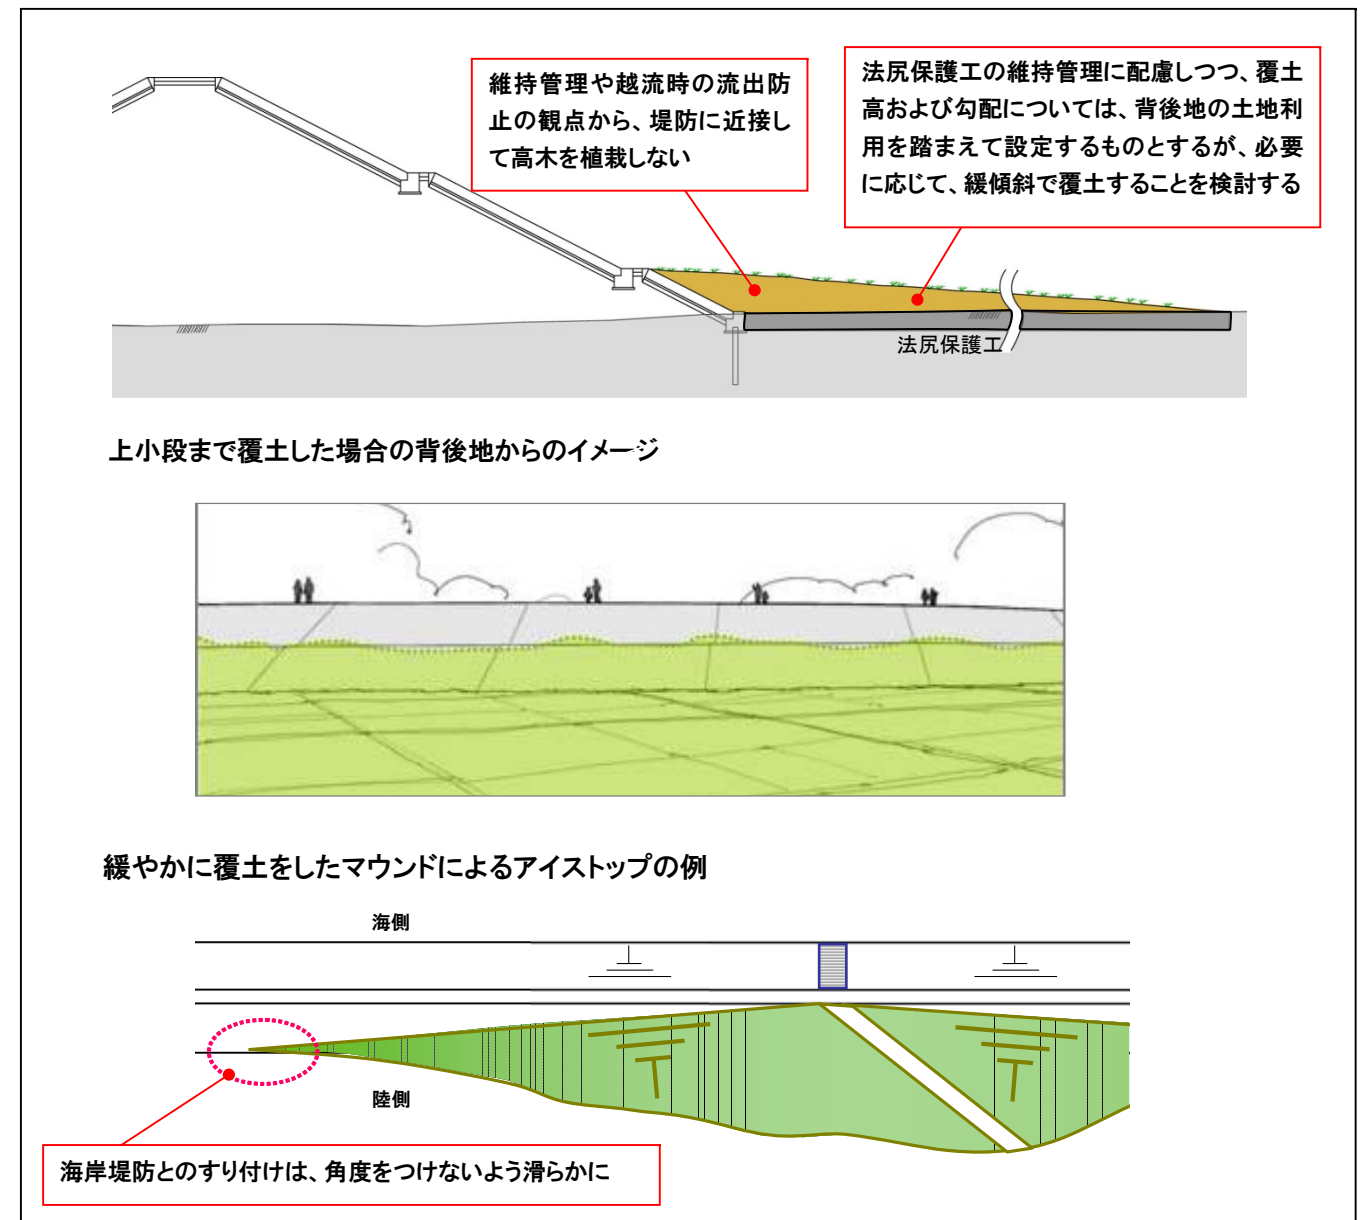 維持管理や越流時の流出防
止の観点から、堤防に近接し
て高木を植栽しない
法尻保護工の維持管理に配慮しつつ、覆土
高および勾配については、背後地の土地利
用を踏まえて設定するものとするが、必要
に応じて、緩傾斜で覆土することを検討する
法尻保護工
上小段まで覆土した場合の背後地からのイメージ
緩やかに覆土をしたマウンドによるアイストップの例
海側
陸側
海岸堤防とのすり付けは、角度をつけないよう滑らかに